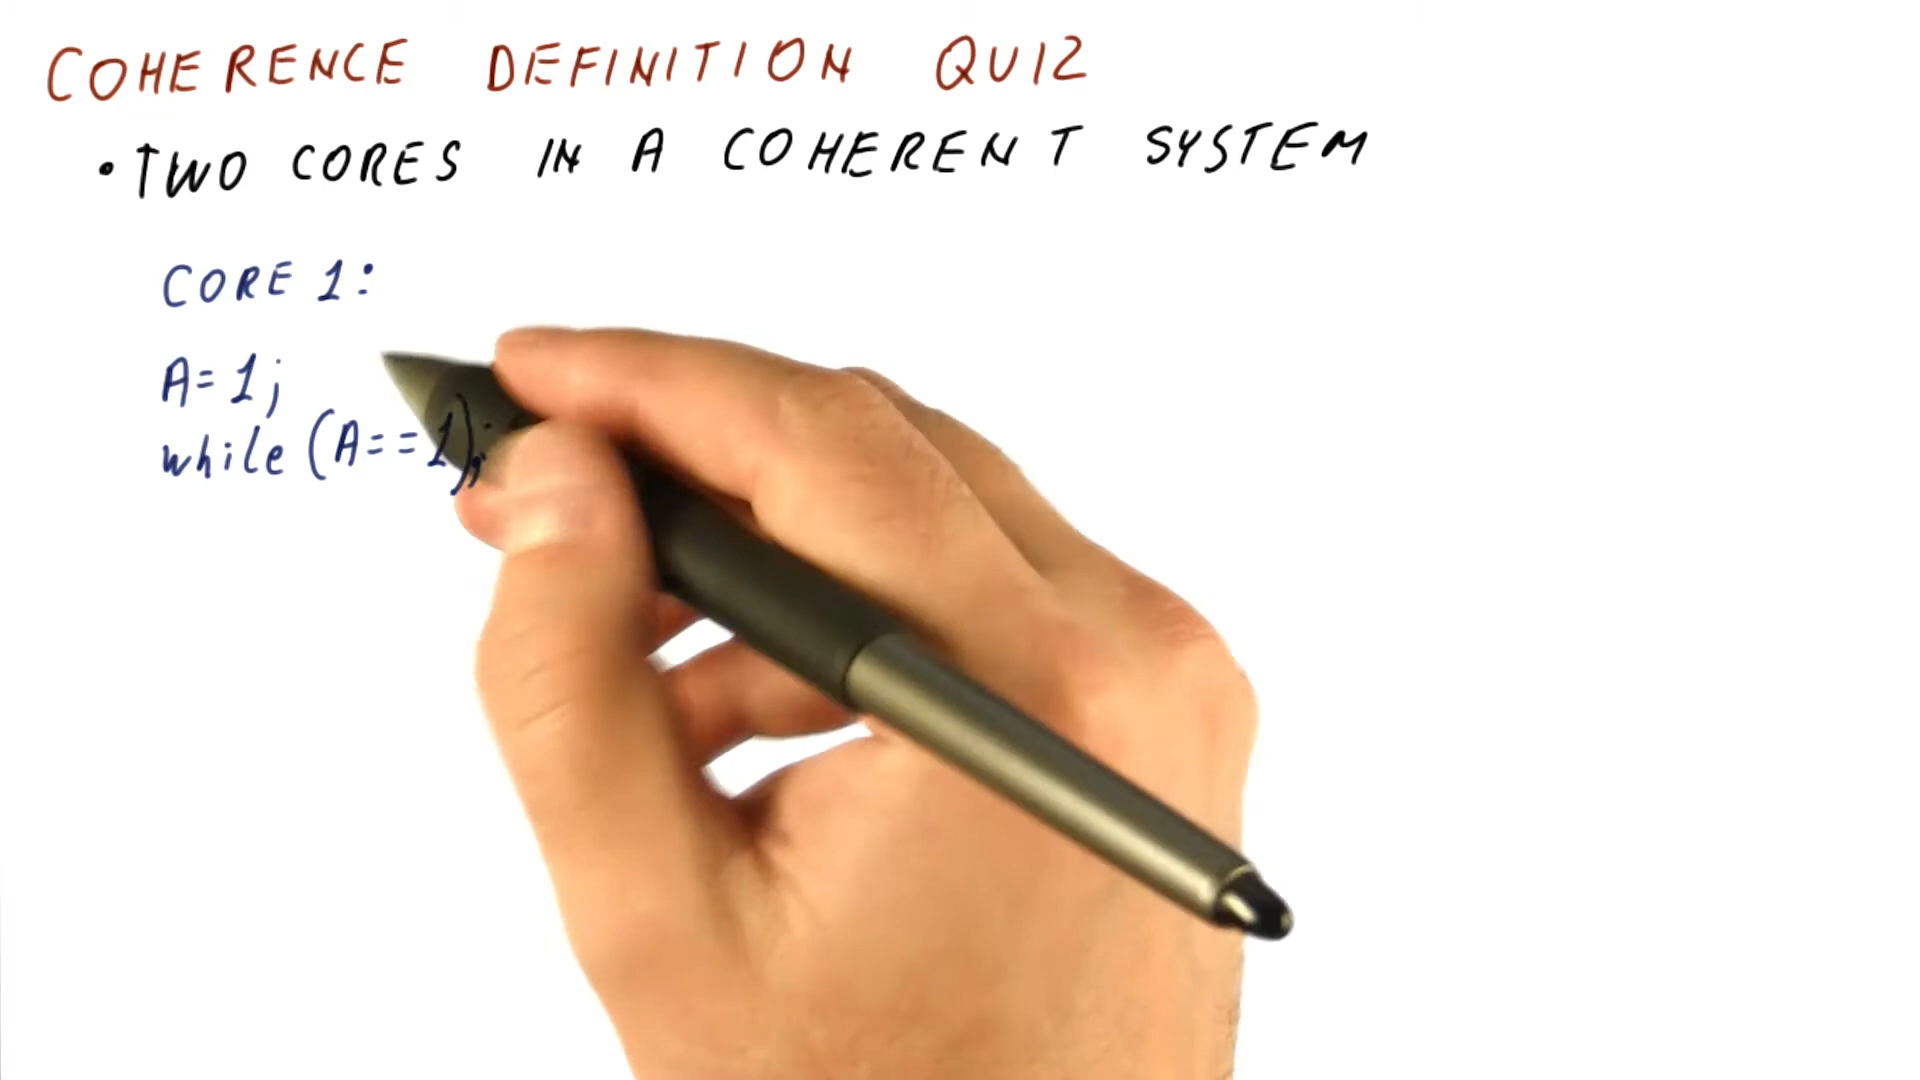 COHERENCE DEFINITION QUIZ
• TWO CORES IN A COHERENT SYSTEM
CORE 1:
A=1;
while (A==1);